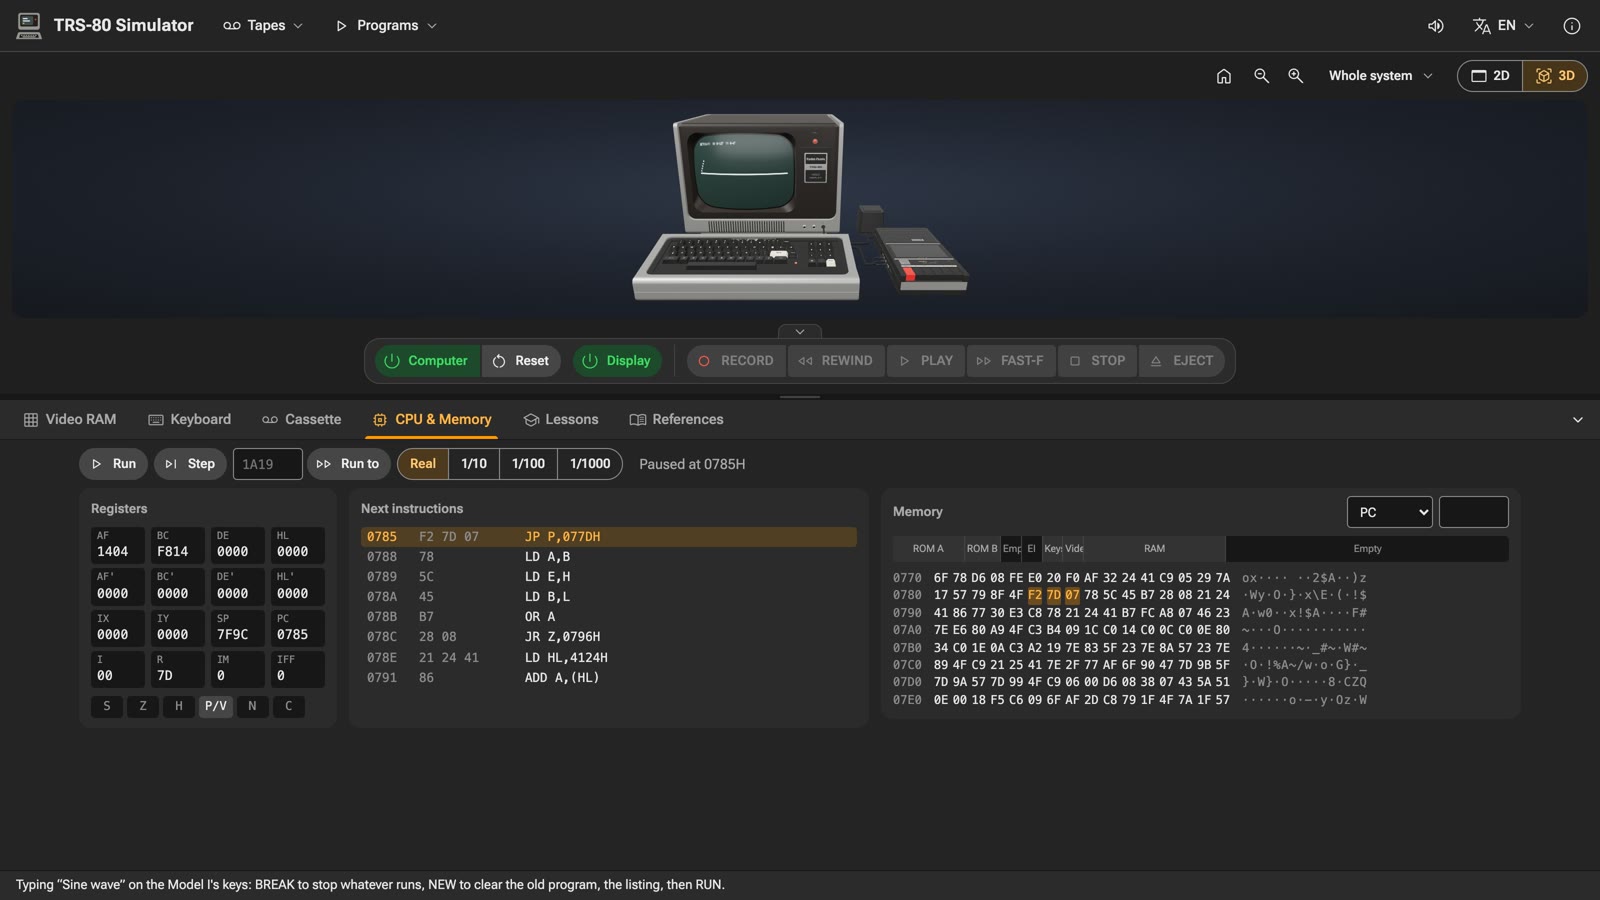 TRS-80 Simulator
Tapes
Programs
EN
Whole system
2D
3D
Computer
Reset
Display
RECORD
REWIND
PLAY
FAST-F
STOP
EJECT
Video RAM
Keyboard
Cassette
CPU & Memory
Lessons
References
Run
Step
1A19
Run to
Real
1/10
1/100
1/1000
Paused at 0785H
Registers
AF
1404
BC
F814
DE
0000
HL
0000
AF'
0000
BC'
0000
DE'
0000
HL'
0000
IX
0000
IY
0000
SP
7F9C
PC
0785
I
00
R
7D
IM
0
IFF
0
S
Z
H
P/V
N
C
Next instructions
0785 F2 7D 07 JP P,077DH
0788 78 LD A,B
0789 5C LD E,H
078A 45 LD B,L
078B B7 OR A
078C 28 08 JR Z,0796H
078E 21 24 41 LD HL,4124H
0791 86 ADD A,(HL)
Memory
PC
ROM A
ROM B
Emp
El
Key
Vide
RAM
Empty
0770 6F 78 D6 08 FE E0 20 F0 AF 32 24 41 C9 05 29 7A ox···· ··2$A··)z
0780 17 57 79 8F 4F F2 7D 07 78 5C 45 B7 28 08 21 24 ·Wy·O·}·x\E·(·!$
0790 41 86 77 30 E3 C8 78 21 24 41 B7 FC A8 07 46 23 A·w0··x!$A····F#
07A0 7E E6 80 A9 4F C3 B4 09 1C C0 14 C0 0C C0 0E 80 ~···O···········
07B0 34 C0 1E 0A C3 A2 19 7E 83 5F 23 7E 8A 57 23 7E 4······~·_#~·W#~
07C0 89 4F C9 21 25 41 7E 2F 77 AF 6F 90 47 7D 9B 5F ·O·!%A~/w·o·G}·_
07D0 7D 9A 57 7D 99 4F C9 06 00 D6 08 38 07 43 5A 51 }·W}·O·····8·CZQ
07E0 0E 00 18 F5 C6 09 6F AF 2D C8 79 1F 4F 7A 1F 57 ······o·-·y·Oz·W
Typing “Sine wave” on the Model I's keys: BREAK to stop whatever runs, NEW to clear the old program, the listing, then RUN.